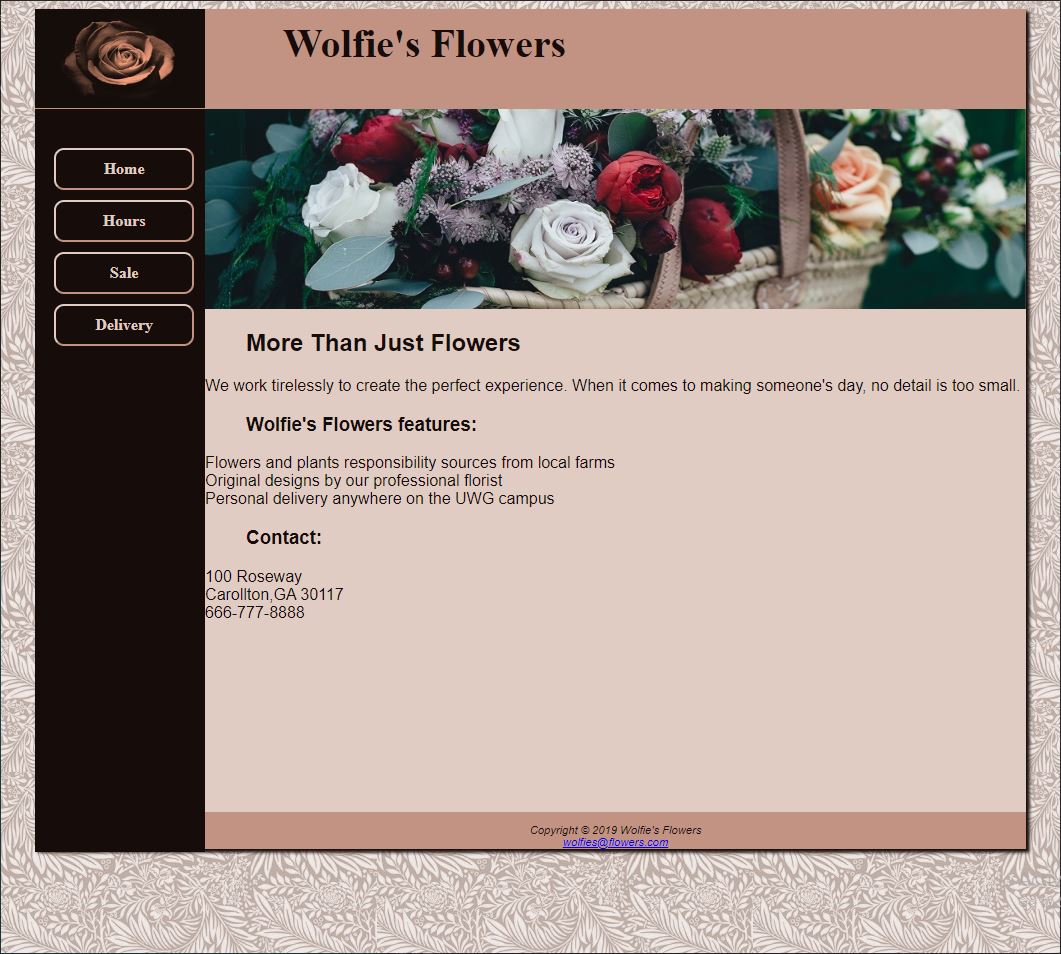 Wolfie's Flowers
Home
Hours
Sale
Delivery
More Than Just Flowers
We work tirelessly to create the perfect experience. When it comes to making someone's day, no detail is too small.
Wolfie's Flowers features:
Flowers and plants responsibility sources from local farms
Original designs by our professional florist
Personal delivery anywhere on the UWG campus
Contact:
100 Roseway
Carollton,GA 30117
666-777-8888
Copyright © 2019 Wolfie's Flowers
wolfies@flowers.com